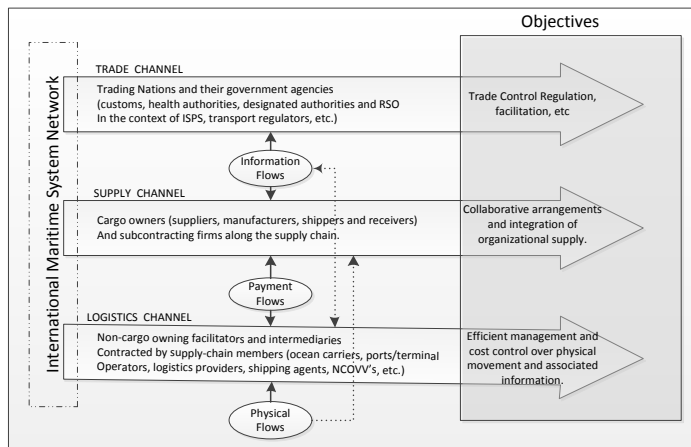 Objectives
International Maritime System Network
TRADE CHANNEL
Trading Nations and their government agencies
(customs, health authorities, designated authorities and RSO
In the context of ISPS, transport regulators, etc.)
Trade Control Regulation,
facilitation, etc
Information
Flows
SUPPLY CHANNEL
Cargo owners (suppliers, manufacturers, shippers and receivers)
And subcontracting firms along the supply chain.
Collaborative arrangements
and integration of
organizational supply.
Payment
Flows
LOGISTICS CHANNEL
Non-cargo owning facilitators and intermediaries
Contracted by supply-chain members (ocean carriers, ports/terminal
Operators, logistics providers, shipping agents, NCOVV's, etc.)
Efficient management and
cost control over physical
movement and associated
information.
Physical
Flows